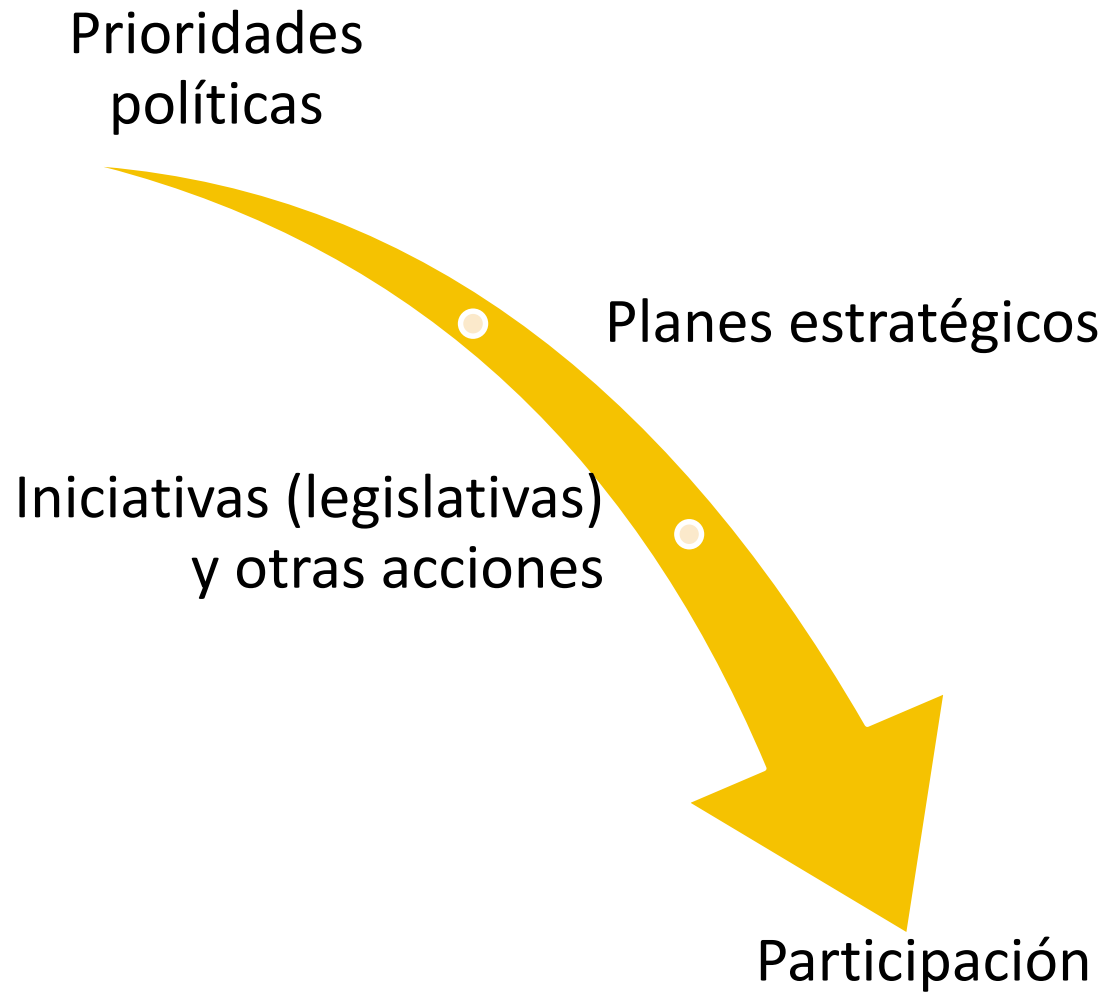 Prioridades
políticas
Planes estratégicos
Iniciativas (legislativas)
y otras acciones
Participación